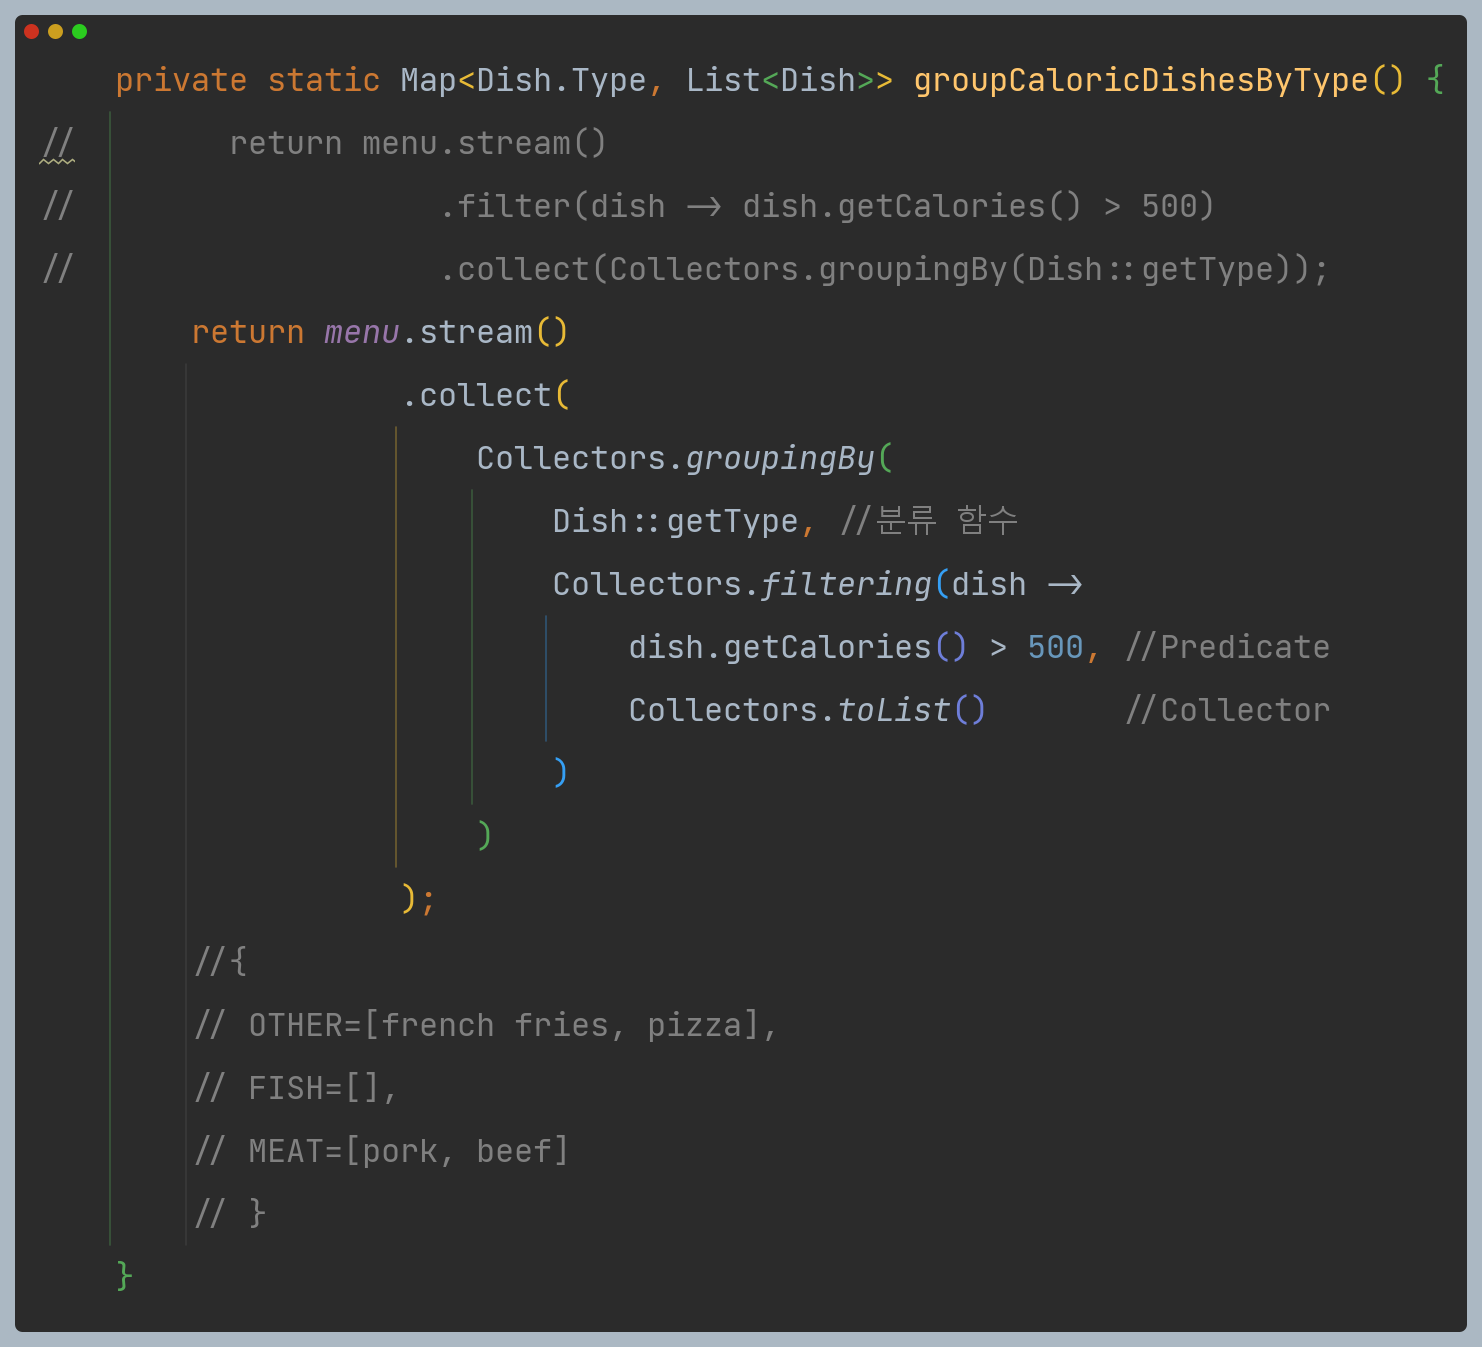 private static Map<Dish.Type, List<Dish>> groupCaloricDishesByType() {
//        return menu.stream()
//                   .filter(dish -> dish.getCalories() > 500)
//                   .collect(Collectors.groupingBy(Dish::getType));
    return menu.stream()
               .collect(
                   Collectors.groupingBy(
                       Dish::getType, //분류 함수
                       Collectors.filtering(dish ->
                           dish.getCalories() > 500, //Predicate
                           Collectors.toList()       //Collector
                       )
                   )
               );
    //{
    // OTHER=[french fries, pizza],
    // FISH=[],
    // MEAT=[pork, beef]
    // }
}